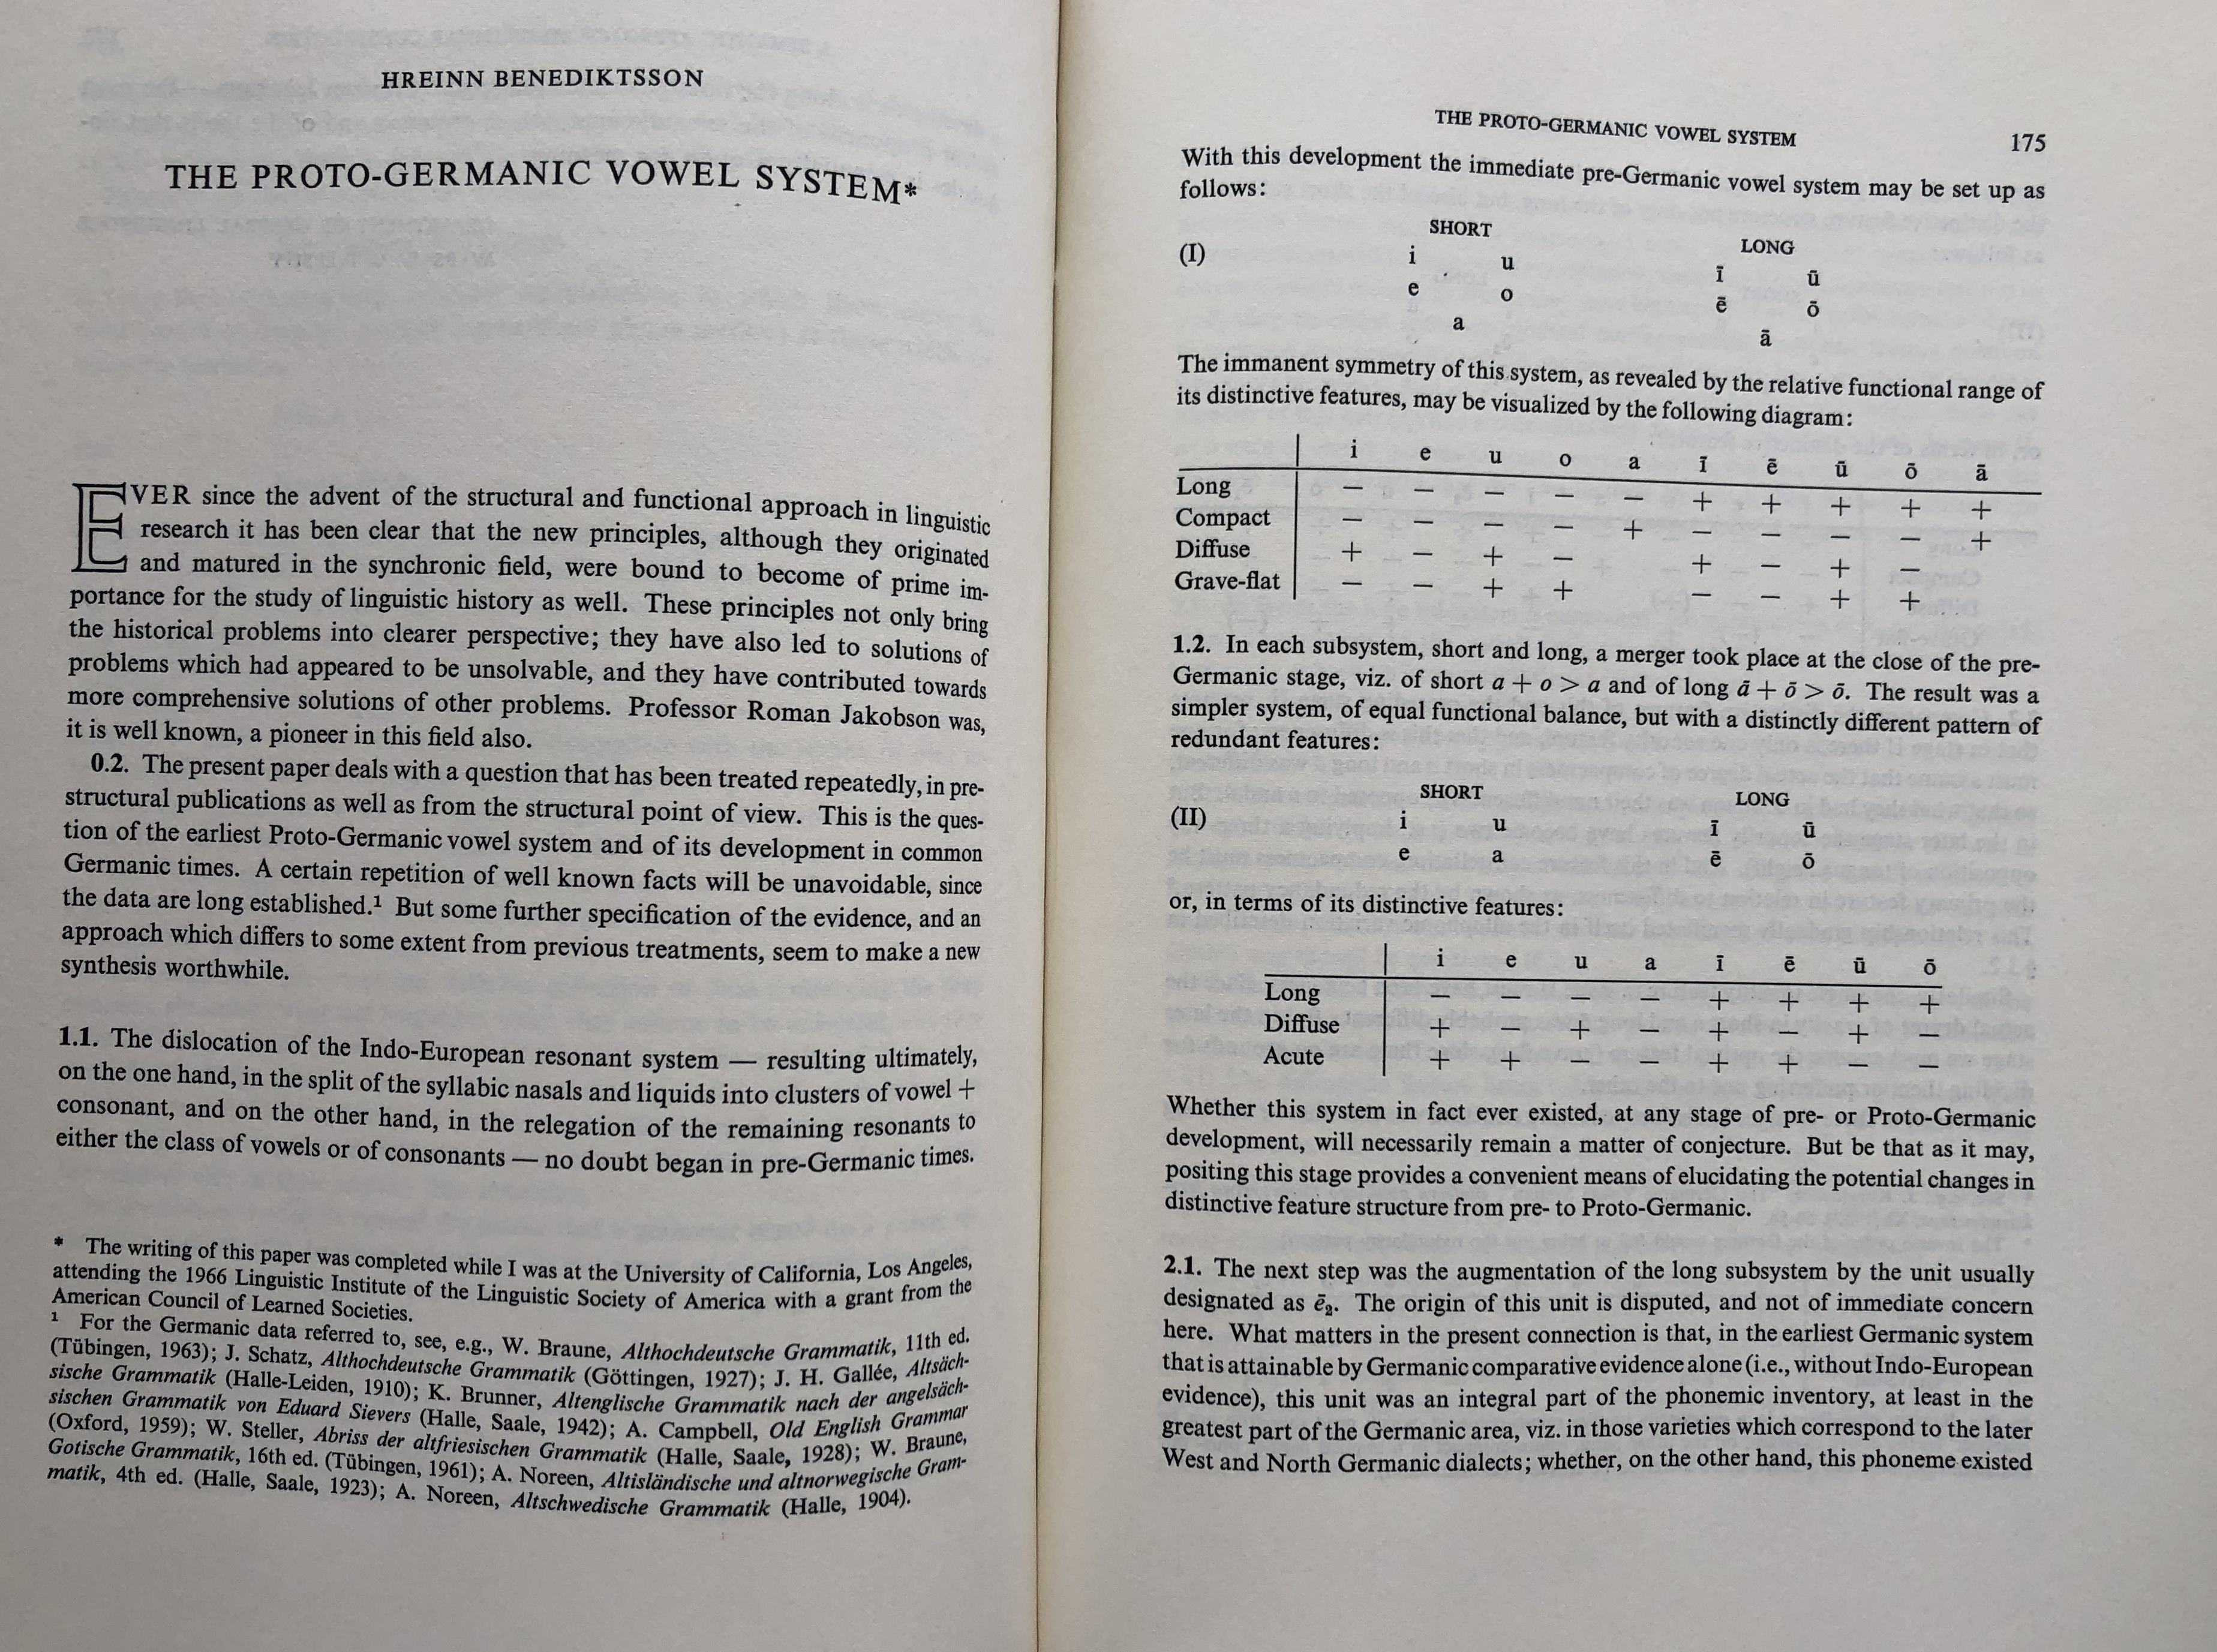 HREINN BENEDIKTSSON
THE PROTO-GERMANIC VOWEL SYSTEM*
EVER since the advent of the structural and functional approach in linguistic
research it has been clear that the new principles, although they originated
and matured in the synchronic field, were bound to become of prime im-
portance for the study of linguistic history as well. These principles not only bring
the historical problems into clearer perspective; they have also led to solutions of
problems which had appeared to be unsolvable, and they have contributed towards
more comprehensive solutions of other problems. Professor Roman Jakobson was,
it is well known, a pioneer in this field also.
0.2. The present paper deals with a question that has been treated repeatedly, in pre-
structural publications as well as from the structural point of view. This is the ques-
tion of the earliest Proto-Germanic vowel system and of its development in common
Germanic times. A certain repetition of well known facts will be unavoidable, since
the data are long established.¹ But some further specification of the evidence, and an
approach which differs to some extent from previous treatments, seem to make a new
synthesis worthwhile.
1.1. The dislocation of the Indo-European resonant system — resulting ultimately,
on the one hand, in the split of the syllabic nasals and liquids into clusters of vowel +
consonant, and on the other hand, in the relegation of the remaining resonants to
either the class of vowels or of consonants — no doubt began in pre-Germanic times.
* The writing of this paper was completed while I was at the University of California, Los Angeles,
attending the 1966 Linguistic Institute of the Linguistic Society of America with a grant from the
American Council of Learned Societies.
¹ For the Germanic data referred to, see, e.g., W. Braune, Althochdeutsche Grammatik, 11th ed.
(Tübingen, 1963); J. Schatz, Althochdeutsche Grammatik (Göttingen, 1927); J. H. Gallée, Altsäch-
sische Grammatik (Halle-Leiden, 1910); K. Brunner, Altenglische Grammatik nach der angelsäch-
sischen Grammatik von Eduard Sievers (Halle, Saale, 1942); A. Campbell, Old English Grammar
(Oxford, 1959); W. Steller, Abriss der altfriesischen Grammatik (Halle, Saale, 1928); W. Braune,
Gotische Grammatik, 16th ed. (Tübingen, 1961); A. Noreen, Altisländische und altnorwegische Gram-
matik, 4th ed. (Halle, Saale, 1923); A. Noreen, Altschwedische Grammatik (Halle, 1904).
THE PROTO-GERMANIC VOWEL SYSTEM 175
With this development the immediate pre-Germanic vowel system may be set up as
follows:
SHORT LONG
(I) i u ī ū
e o ē ō
a ā
The immanent symmetry of this system, as revealed by the relative functional range of
its distinctive features, may be visualized by the following diagram:
i e u o a ī ē ū ō ā
Long − − − − − + + + + +
Compact − − − − + − − − − +
Diffuse + − + − + − + −
Grave-flat − − + + − − + +
1.2. In each subsystem, short and long, a merger took place at the close of the pre-
Germanic stage, viz. of short a + o > a and of long ā + ō > ō. The result was a
simpler system, of equal functional balance, but with a distinctly different pattern of
redundant features:
SHORT LONG
(II) i u ī ū
e a ē ō
or, in terms of its distinctive features:
i e u a ī ē ū ō
Long − − − − + + + +
Diffuse + − + − + − + −
Acute + + − − + + − −
Whether this system in fact ever existed, at any stage of pre- or Proto-Germanic
development, will necessarily remain a matter of conjecture. But be that as it may,
positing this stage provides a convenient means of elucidating the potential changes in
distinctive feature structure from pre- to Proto-Germanic.
2.1. The next step was the augmentation of the long subsystem by the unit usually
designated as ē₂. The origin of this unit is disputed, and not of immediate concern
here. What matters in the present connection is that, in the earliest Germanic system
that is attainable by Germanic comparative evidence alone (i.e., without Indo-European
evidence), this unit was an integral part of the phonemic inventory, at least in the
greatest part of the Germanic area, viz. in those varieties which correspond to the later
West and North Germanic dialects; whether, on the other hand, this phoneme existed